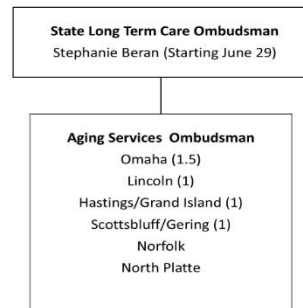 State Long Term Care Ombudsman
Stephanie Beran (Starting June 29)
Aging Services Ombudsman
Omaha (1.5)
Lincoln (1)
Hastings/Grand Island (1)
Scottsbluff/Gering (1)
Norfolk
North Platte